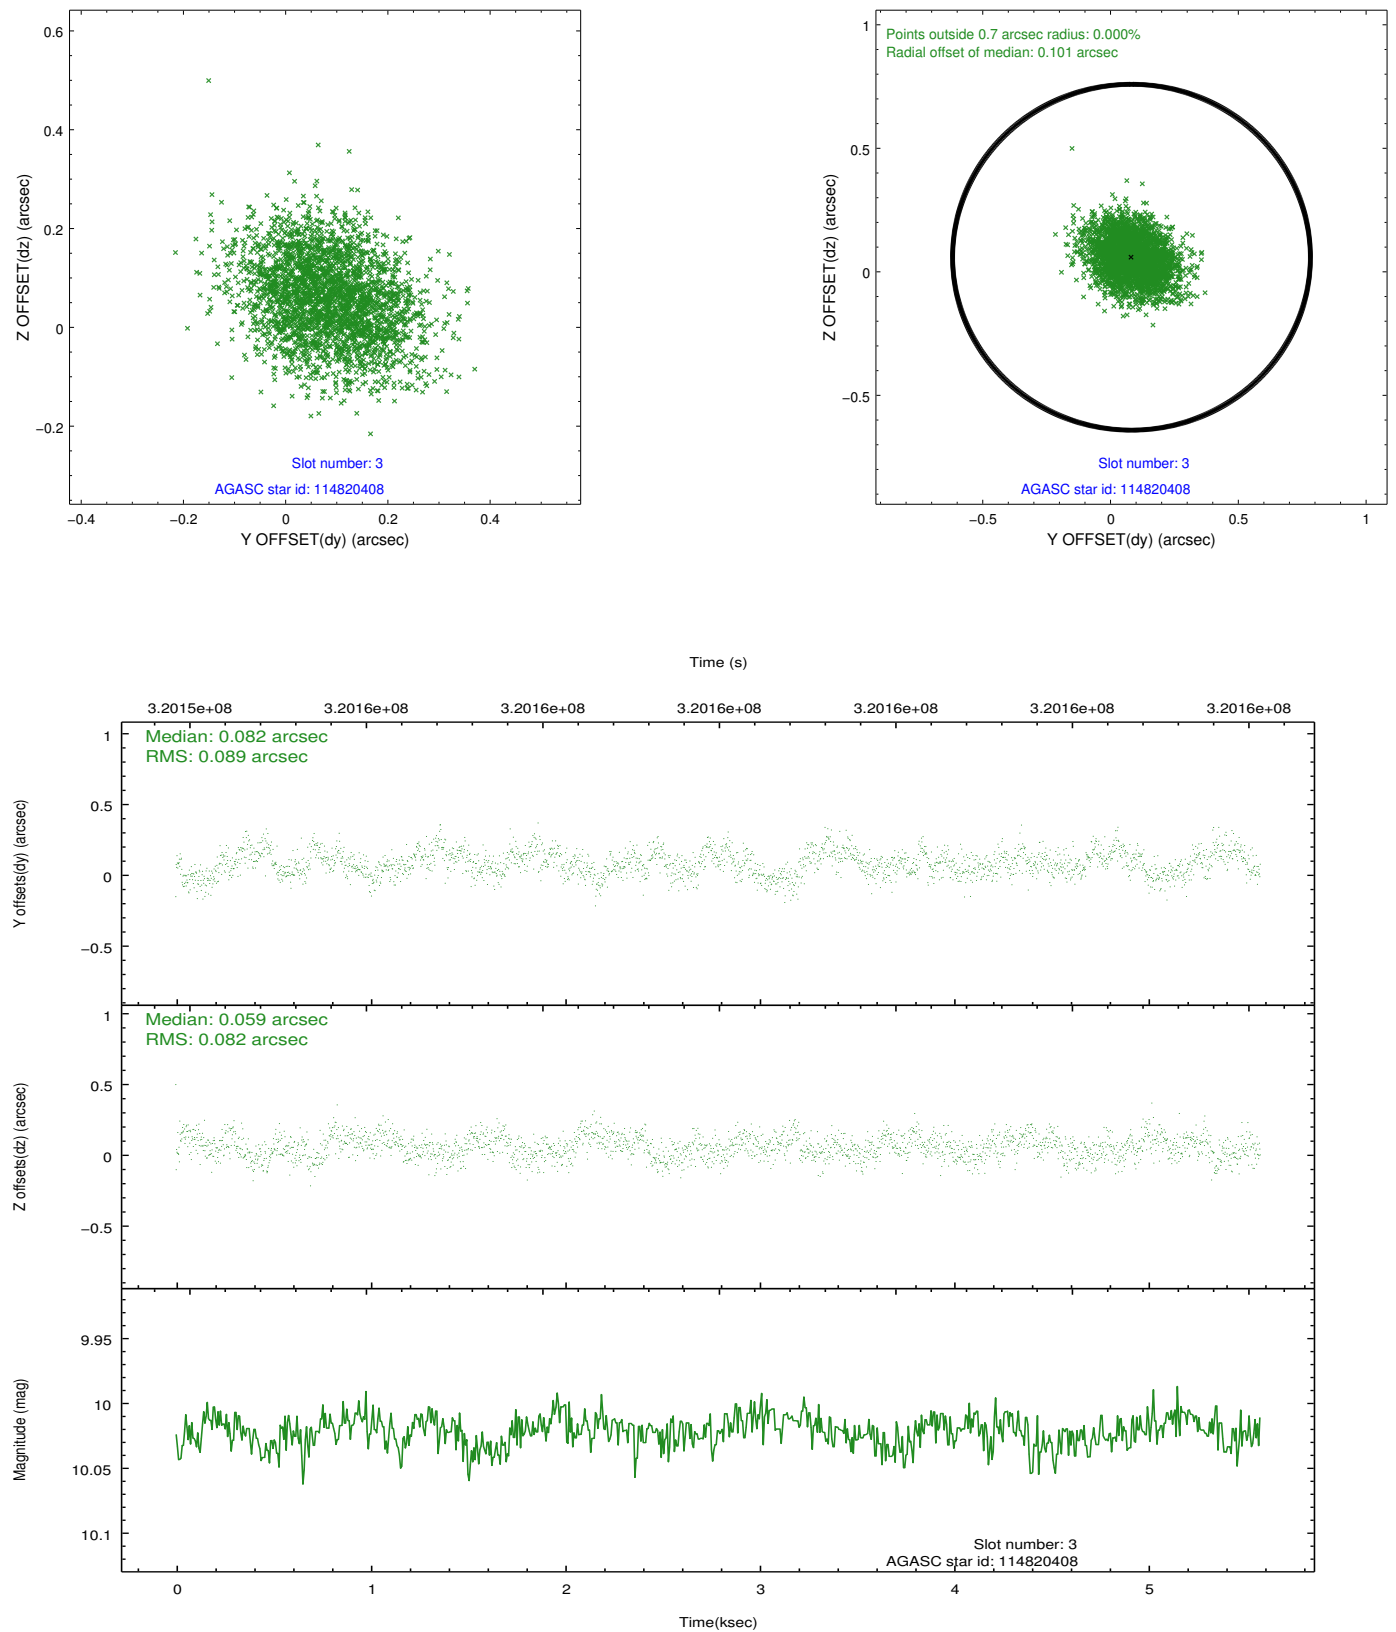 0.6
0.4
0.2
0
−0.2
Z OFFSET(dz) (arcsec)
Slot number: 3
AGASC star id: 114820408
−0.4 −0.2 0 0.2 0.4
Y OFFSET(dy) (arcsec)
Points outside 0.7 arcsec radius: 0.000%
Radial offset of median: 0.101 arcsec
1
0.5
0
−0.5
Z OFFSET(dz) (arcsec)
Slot number: 3
AGASC star id: 114820408
−0.5 0 0.5 1
Y OFFSET(dy) (arcsec)
Time (s)
3.2015e+08 3.2016e+08 3.2016e+08 3.2016e+08 3.2016e+08 3.2016e+08 3.2016e+08
Median: 0.082 arcsec
RMS: 0.089 arcsec
1
0.5
0
−0.5
Y offsets(dy) (arcsec)
Median: 0.059 arcsec
RMS: 0.082 arcsec
1
0.5
0
−0.5
Z offsets(dz) (arcsec)
9.95
10
10.05
10.1
Magnitude (mag)
Slot number: 3
AGASC star id: 114820408
0 1 2 3 4 5
Time(ksec)